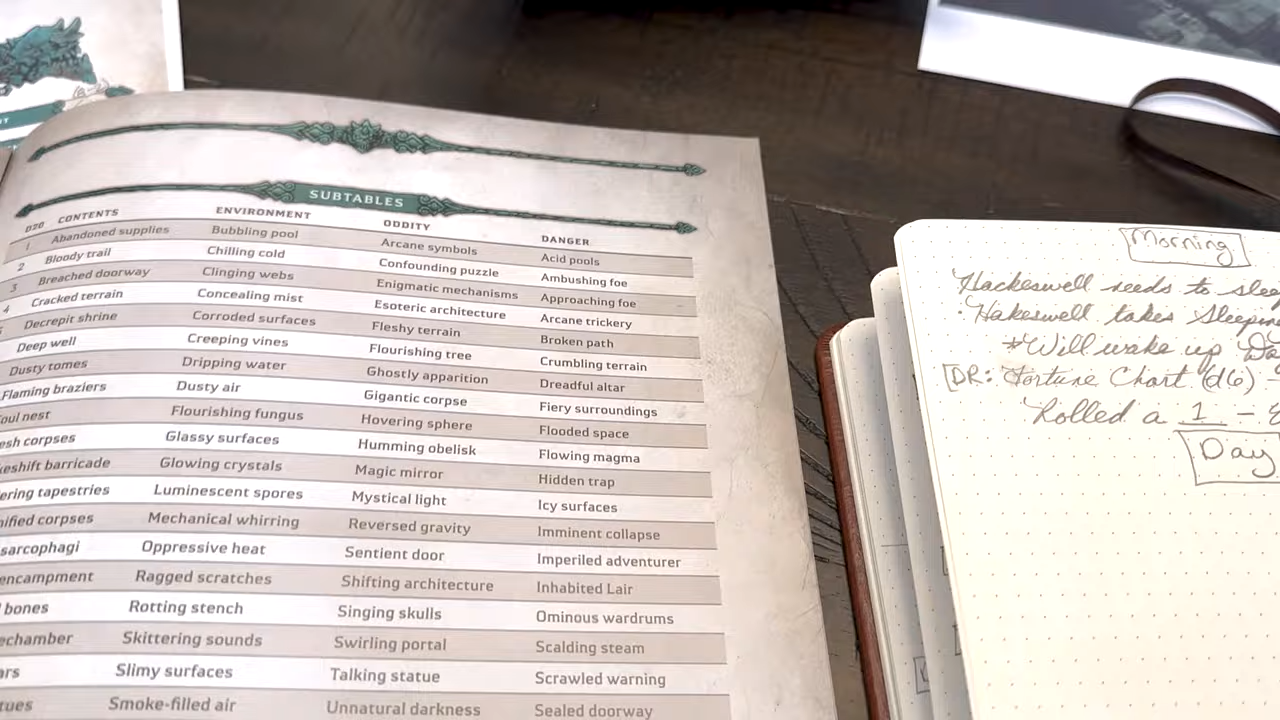 SUBTABLES
D20 CONTENTS ENVIRONMENT ODDITY DANGER
1 Abandoned supplies Bubbling pool Arcane symbols Acid pools
2 Bloody trail Chilling cold Confounding puzzle Ambushing foe
3 Breached doorway Clinging webs Enigmatic mechanisms Approaching foe
4 Cracked terrain Concealing mist Esoteric architecture Arcane trickery
Decrepit shrine Corroded surfaces Fleshy terrain Broken path
Deep well Creeping vines Flourishing tree Crumbling terrain
Dusty tomes Dripping water Ghostly apparition Dreadful altar
Flaming braziers Dusty air Gigantic corpse Fiery surroundings
oul nest Flourishing fungus Hovering sphere Flooded space
esh corpses Glassy surfaces Humming obelisk Flowing magma
keshift barricade Glowing crystals Magic mirror Hidden trap
ering tapestries Luminescent spores Mystical light Icy surfaces
ified corpses Mechanical whirring Reversed gravity Imminent collapse
sarcophagi Oppressive heat Sentient door Imperiled adventurer
encampment Ragged scratches Shifting architecture Inhabited Lair
bones Rotting stench Singing skulls Ominous wardrums
echamber Skittering sounds Swirling portal Scalding steam
ars Slimy surfaces Talking statue Scrawled warning
tues Smoke-filled air Unnatural darkness Sealed doorway
Morning
Hackeswell needs to slee
· Hakeswell takes Sleepin
*Will wake up Da
DR: Fortune Chart (d6) -
Rolled a 1 -
Day